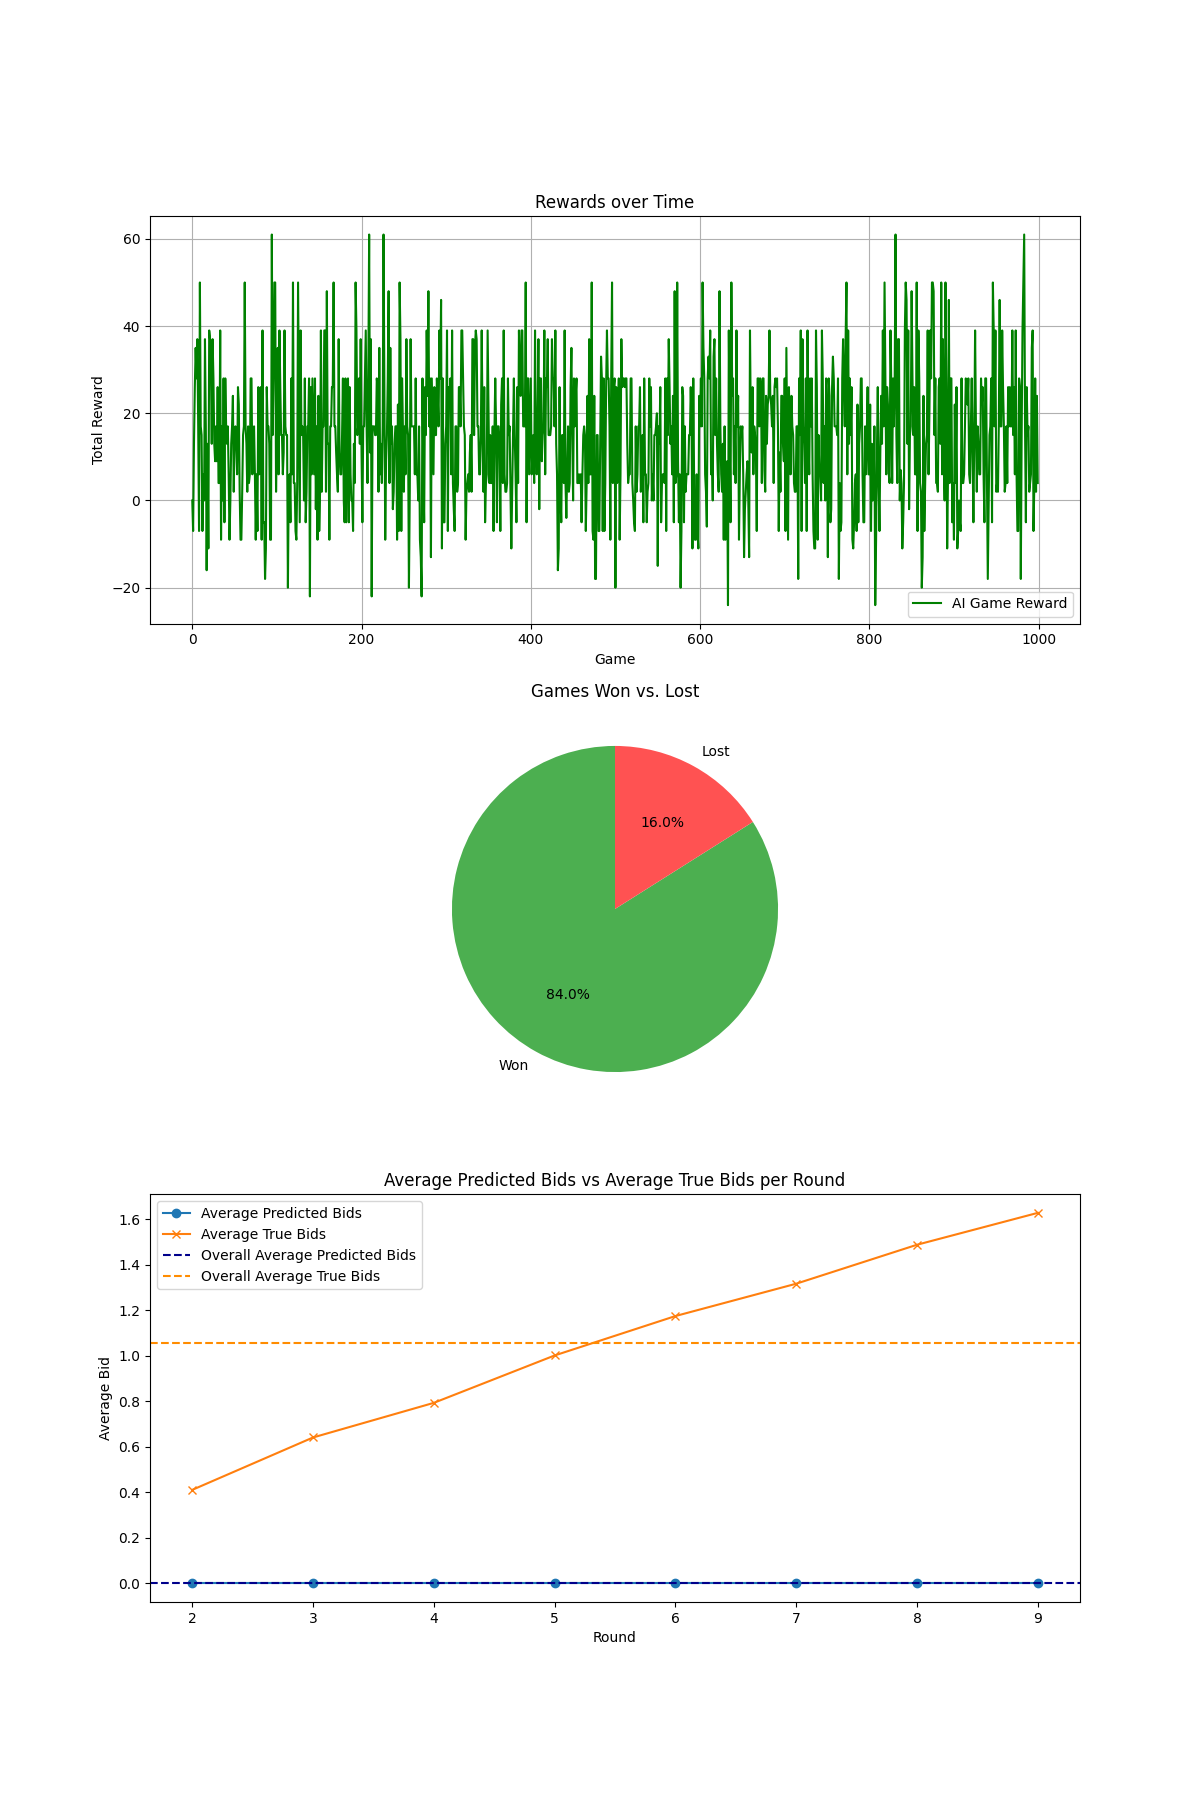 Rewards over Time
60
40
20
0
−20
Total Reward
AI Game Reward
0 200 400 600 800 1000
Game
Games Won vs. Lost
Lost
16.0%
84.0%
Won
Average Predicted Bids vs Average True Bids per Round
Average Predicted Bids
Average True Bids
Overall Average Predicted Bids
Overall Average True Bids
1.6
1.4
1.2
1.0
0.8
0.6
0.4
0.2
0.0
Average Bid
2 3 4 5 6 7 8 9
Round